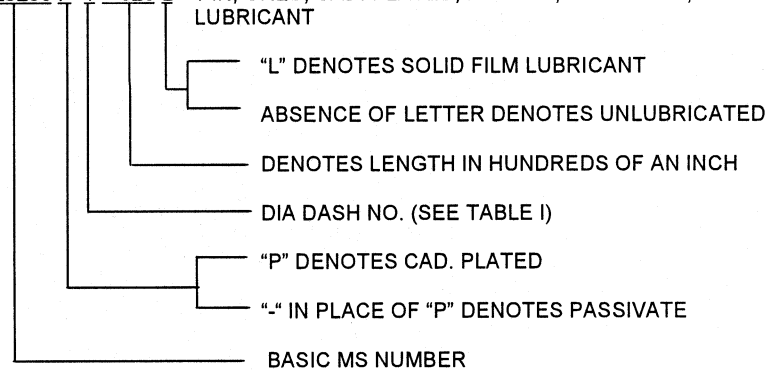 LUBRICANT
“L” DENOTES SOLID FILM LUBRICANT
ABSENCE OF LETTER DENOTES UNLUBRICATED
DENOTES LENGTH IN HUNDREDS OF AN INCH
DIA DASH NO. (SEE TABLE I)
“P” DENOTES CAD. PLATED
“-“ IN PLACE OF “P” DENOTES PASSIVATE
BASIC MS NUMBER